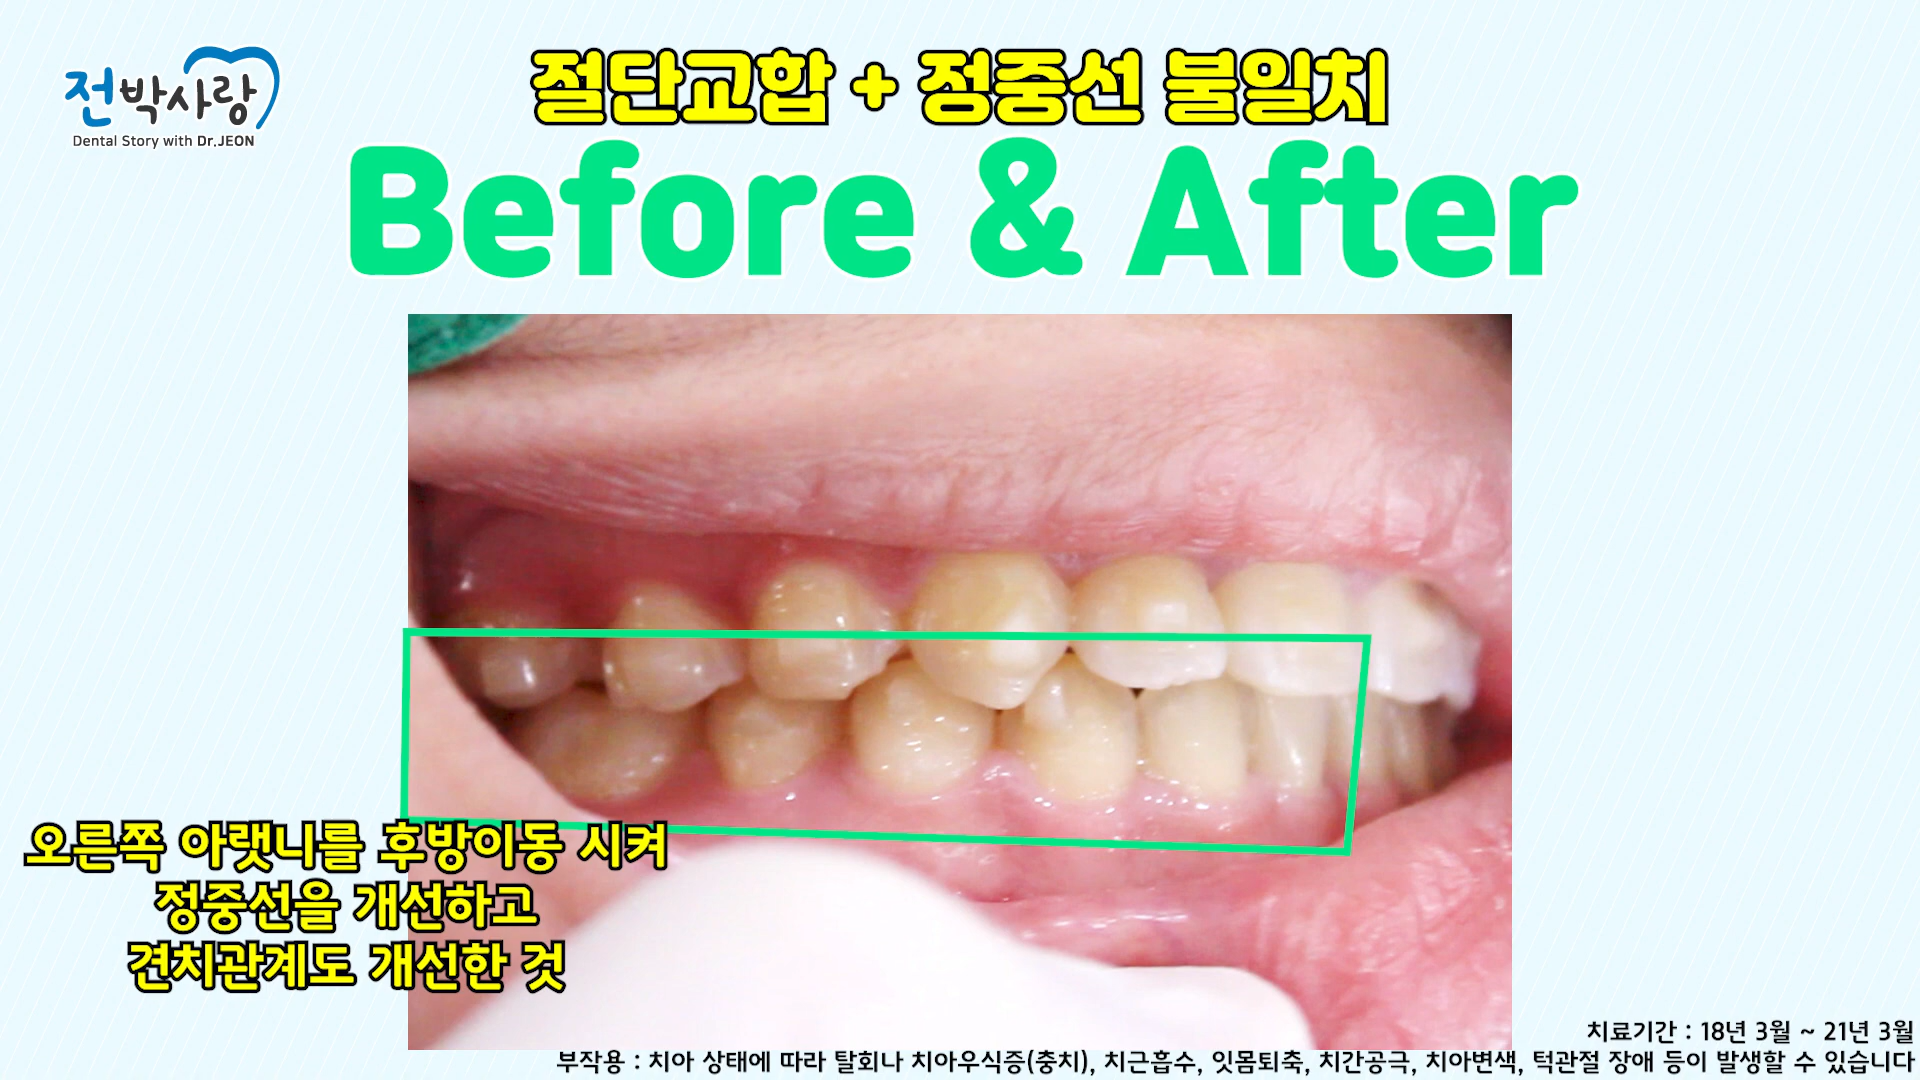 전박사랑
Dental Story with Dr.JEON
절단교합 + 정중선 불일치
Before & After
오른쪽 아랫니를 후방이동 시켜
정중선을 개선하고
견치관계도 개선한 것
치료기간 : 18년 3월 ~ 21년 3월
부작용 : 치아 상태에 따라 탈회나 치아우식증(충치), 치근흡수, 잇몸퇴축, 치간공극, 치아변색, 턱관절 장애 등이 발생할 수 있습니다